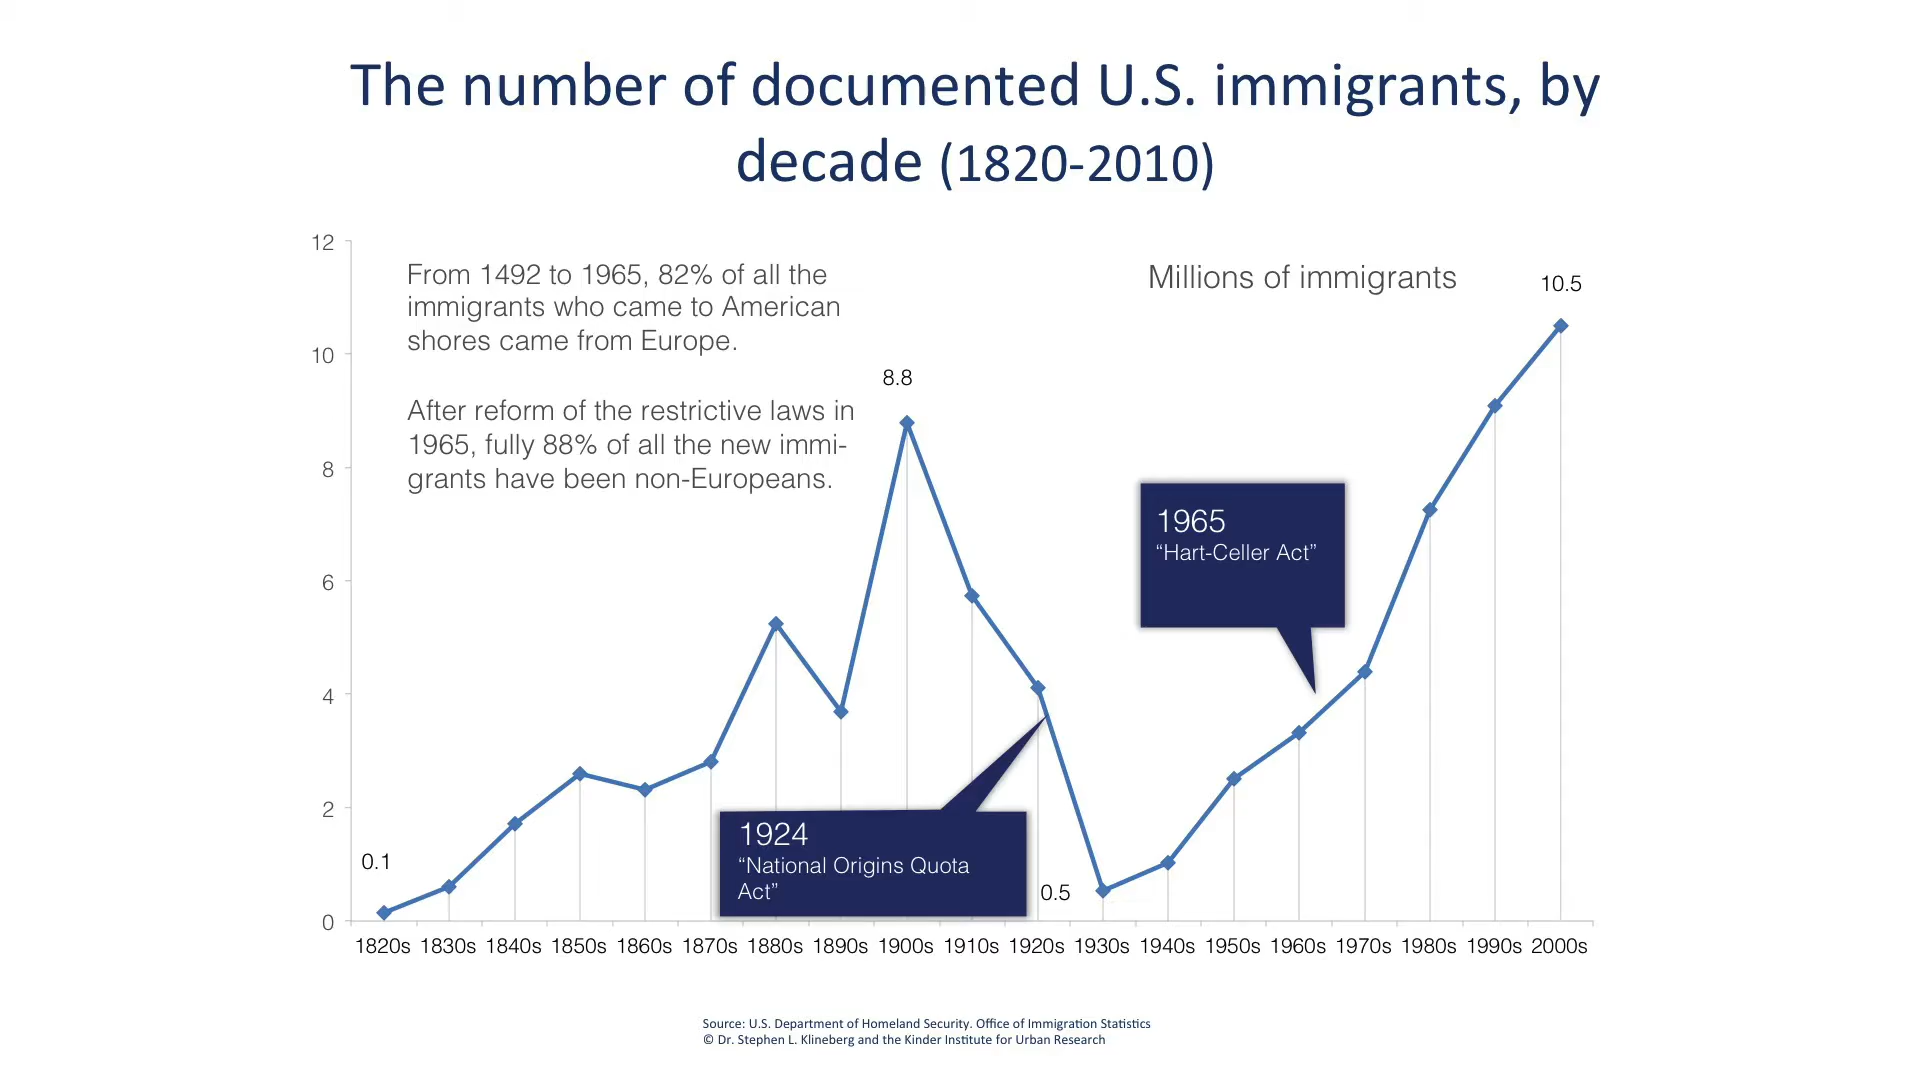 The number of documented U.S. immigrants, by
decade (1820-2010)
12
10
8
6
4
2
0
From 1492 to 1965, 82% of all the
immigrants who came to American
shores came from Europe.
After reform of the restrictive laws in
1965, fully 88% of all the new immi-
grants have been non-Europeans.
Millions of immigrants
10.5
8.8
1965
“Hart-Celler Act”
0.1
1924
“National Origins Quota
Act”
0.5
1820s 1830s 1840s 1850s 1860s 1870s 1880s 1890s 1900s 1910s 1920s 1930s 1940s 1950s 1960s 1970s 1980s 1990s 2000s
Source: U.S. Department of Homeland Security. Office of Immigration Statistics
© Dr. Stephen L. Klineberg and the Kinder Institute for Urban Research